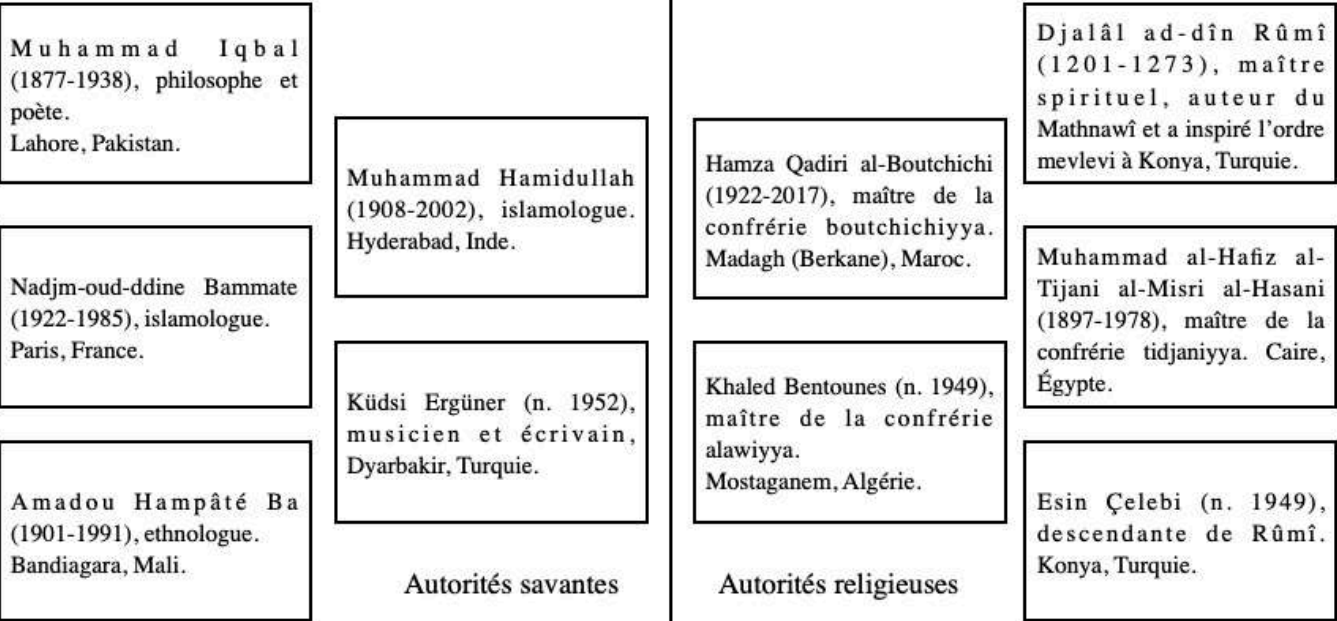 Muhammad Iqbal
(1877-1938), philosophe et
poète.
Lahore, Pakistan.
Nadjm-oud-ddine Bammate
(1922-1985), islamologue.
Paris, France.
Amadou Hampâté Ba
(1901-1991), ethnologue.
Bandiagara, Mali.
Muhammad Hamidullah
(1908-2002), islamologue.
Hyderabad, Inde.
Küdsi Ergüner (n. 1952),
musicien et écrivain,
Dyarbakir, Turquie.
Autorités savantes
Hamza Qadiri al-Boutchichi
(1922-2017), maître de la
confrérie boutchichiyya.
Madagh (Berkane), Maroc.
Khaled Bentounes (n. 1949),
maître de la confrérie
alawiyya.
Mostaganem, Algérie.
Autorités religieuses
Djalâl ad-dîn Rûmî
(1201-1273), maître
spirituel, auteur du
Mathnawî et a inspiré l’ordre
mevlevi à Konya, Turquie.
Muhammad al-Hafiz al-
Tijani al-Misri al-Hasani
(1897-1978), maître de la
confrérie tidjaniyya. Caire,
Égypte.
Esin Çelebi (n. 1949),
descendante de Rûmî.
Konya, Turquie.